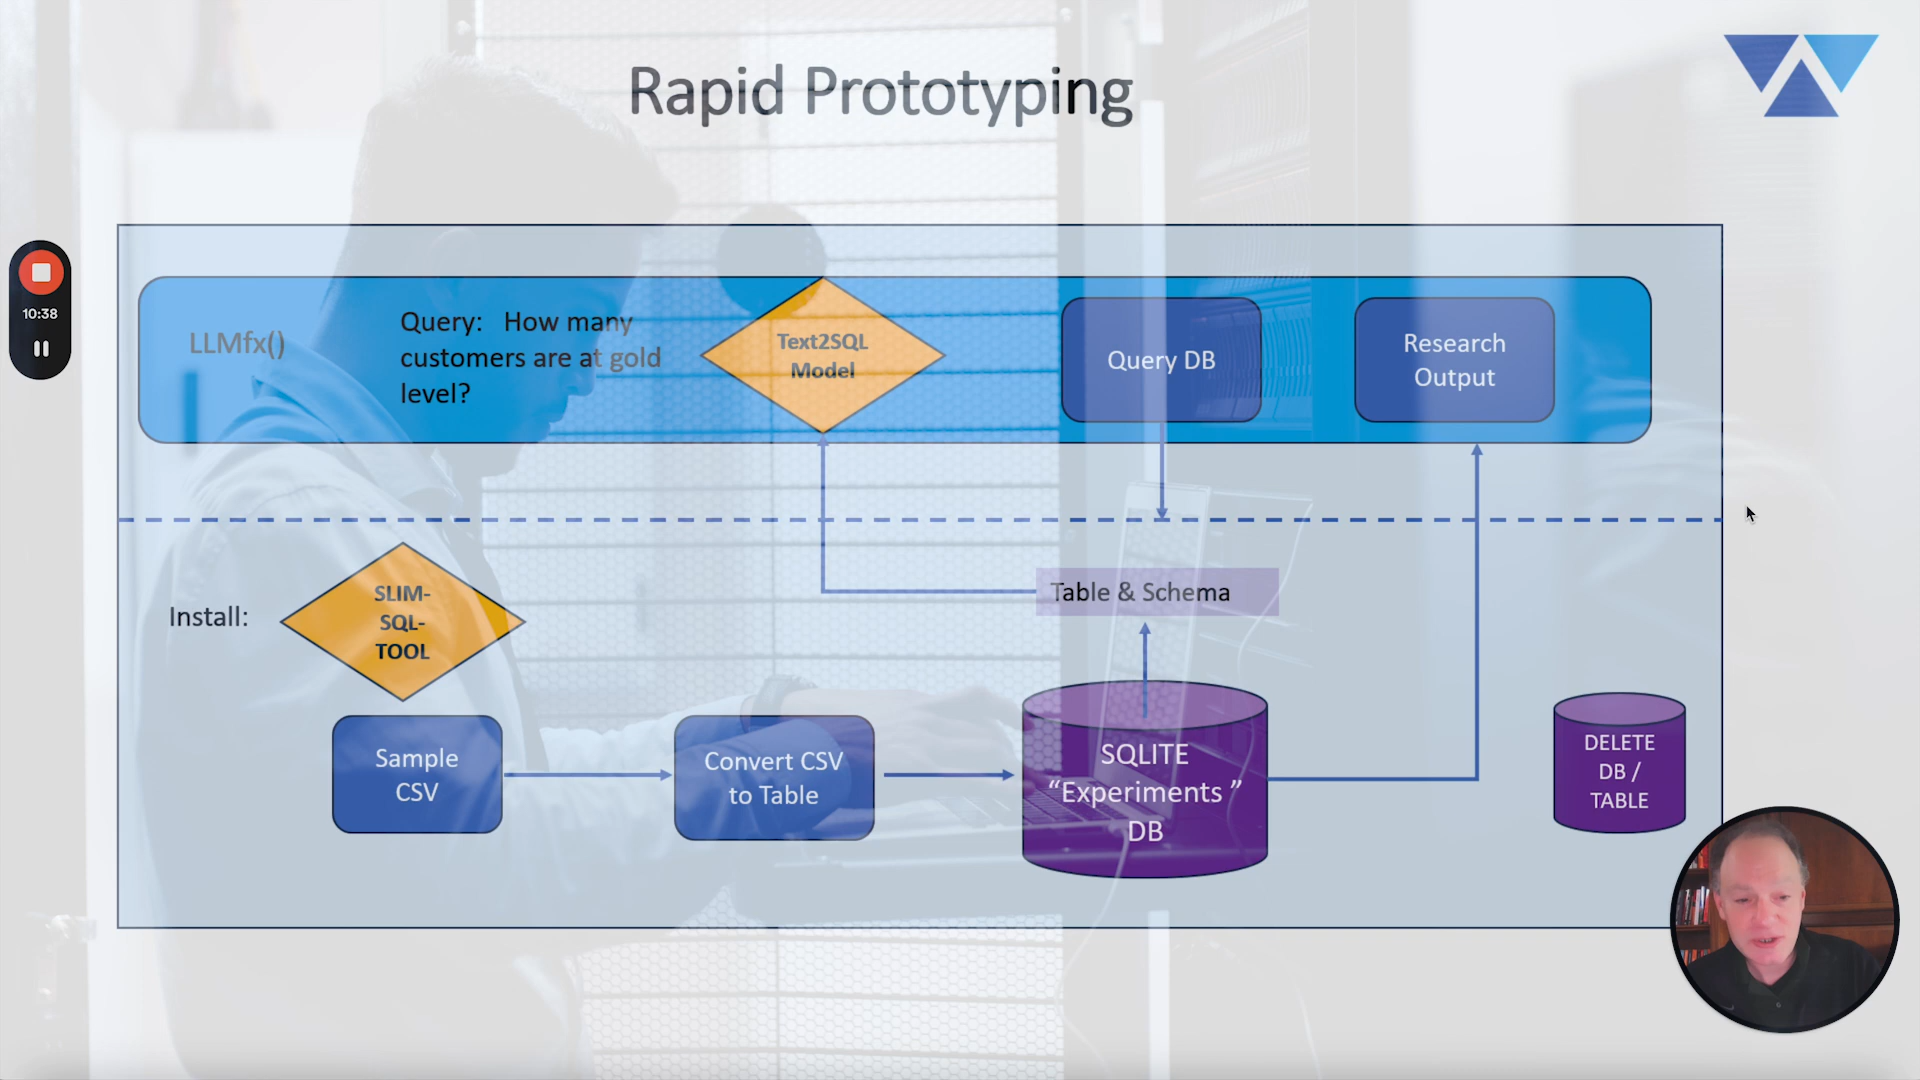 Rapid Prototyping
10:38
LLMfx()
Query: How many
customers are at gold
level?
Text2SQL
Model
Query DB
Research
Output
Table & Schema
Install:
SLIM-
SQL-
TOOL
Sample
CSV
Convert CSV
to Table
SQLITE
“Experiments ”
DB
DELETE
DB /
TABLE